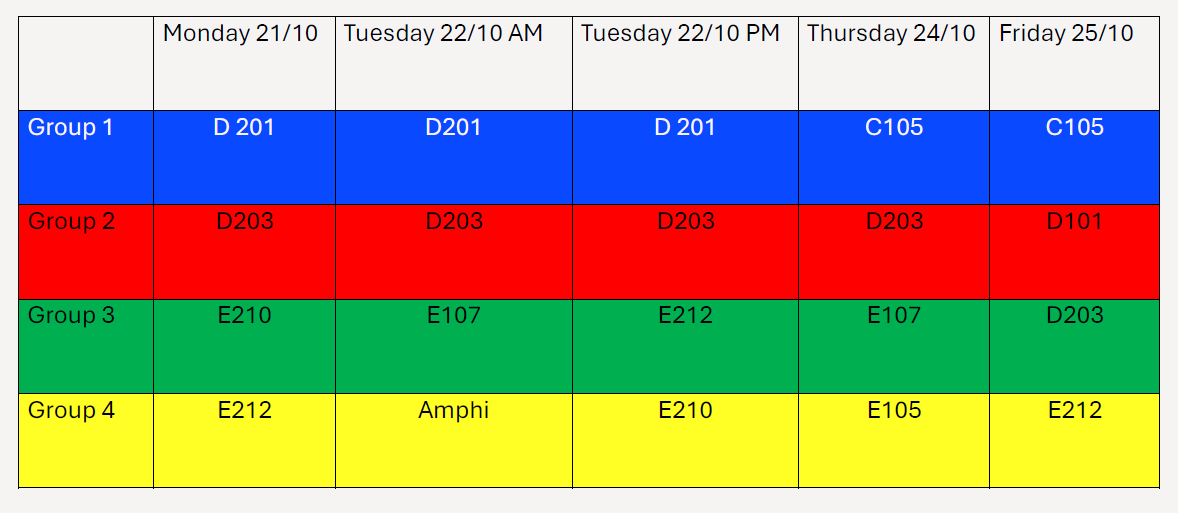 Monday 21/10 Tuesday 22/10 AM Tuesday 22/10 PM Thursday 24/10 Friday 25/10
Group 1 D 201 D201 D 201 C105 C105
Group 2 D203 D203 D203 D203 D101
Group 3 E210 E107 E212 E107 D203
Group 4 E212 Amphi E210 E105 E212